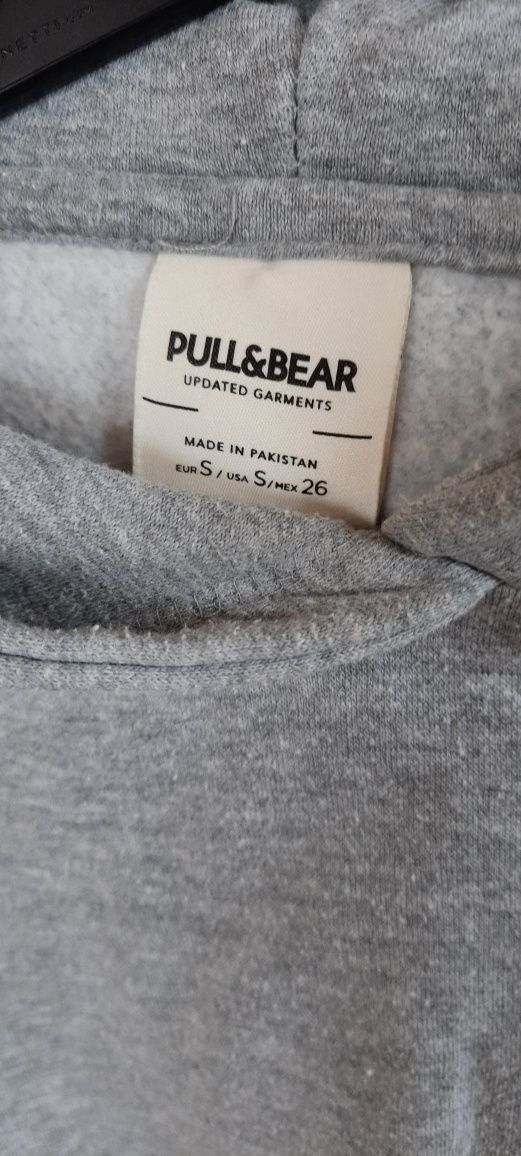 PULL&BEAR
UPDATED GARMENTS
MADE IN PAKISTAN
EUR S / USA S / MEX 26